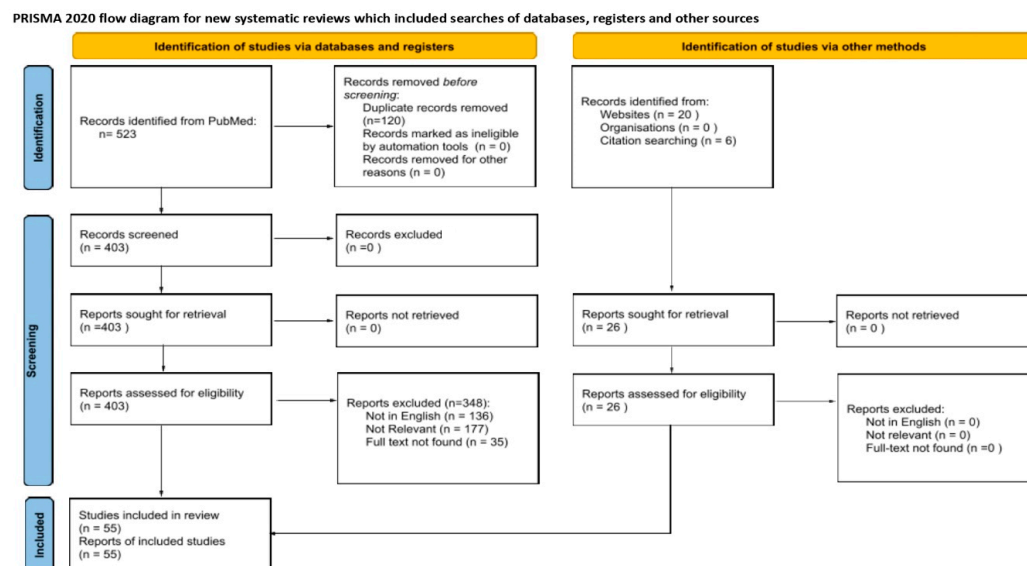 PRISMA 2020 flow diagram for new systematic reviews which included searches of databases, registers and other sources
Identification of studies via databases and registers
Identification of studies via other methods
Identification
Records identified from PubMed:
n= 523
Records removed before
screening:
Duplicate records removed
(n=120)
Records marked as ineligible
by automation tools (n = 0)
Records removed for other
reasons (n = 0)
Records identified from:
Websites (n = 20 )
Organisations (n = 0 )
Citation searching (n = 6)
Screening
Records screened
(n = 403)
Records excluded
(n =0 )
Reports sought for retrieval
(n =403 )
Reports not retrieved
(n = 0)
Reports sought for retrieval
(n = 26 )
Reports not retrieved
(n = 0 )
Reports assessed for eligibility
(n = 403)
Reports excluded (n=348):
Not in English (n = 136)
Not Relevant (n = 177)
Full text not found (n = 35)
Reports assessed for eligibility
(n = 26 )
Reports excluded:
Not in English (n = 0)
Not relevant (n = 0)
Full-text not found (n =0 )
Included
Studies included in review
(n = 55)
Reports of included studies
(n = 55)